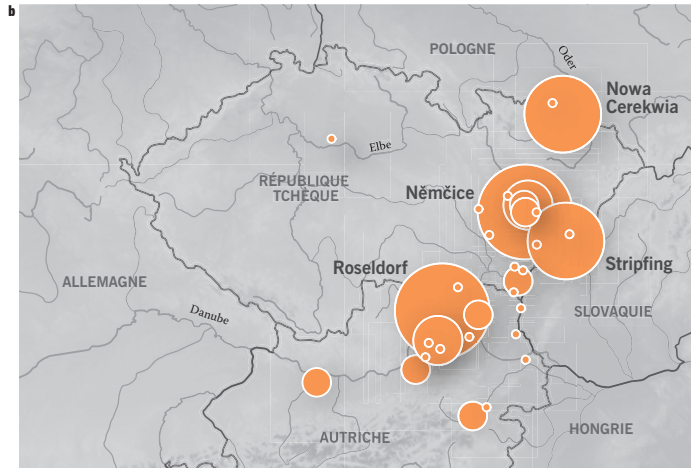 b
POLOGNE
Oder
Nowa
Cerekwia
Elbe
RÉPUBLIQUE
TCHÈQUE
Němčice
Roseldorf
Stripfing
ALLEMAGNE
Danube
SLOVAQUIE
AUTRICHE
HONGRIE